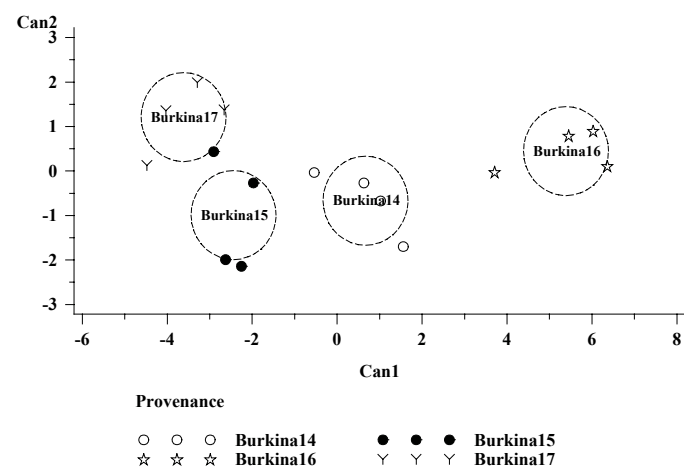 Can2
3
2
Burkina17
1
Burkina16
0
Burkina14
Burkina15
-1
-2
-3
-6 -4 -2 0 2 4 6 8
Can1
Provenance
Burkina14 Burkina15
Burkina16 Burkina17